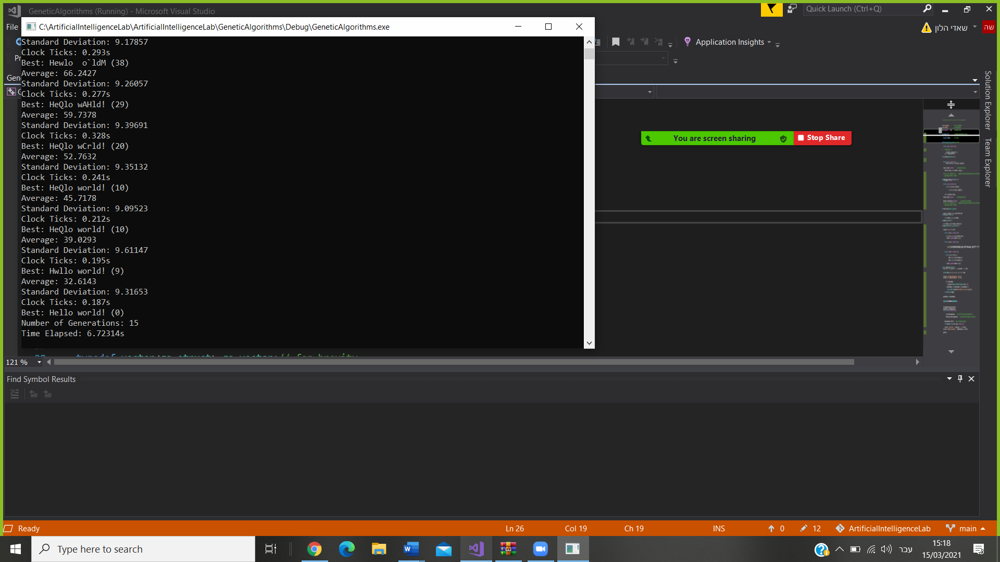 GeneticAlgorithms (Running) - Microsoft Visual Studio
Quick Launch (Ctrl+Q)
File
C:\ArtificialIntelligenceLab\ArtificialIntelligenceLab\GeneticAlgorithms\Debug\GeneticAlgorithms.exe
שאדי הלון
שה
Application Insights
Standard Deviation: 9.17857
Clock Ticks: 0.293s
Best: Hewlo  o`ldM (38)
Average: 66.2427
Standard Deviation: 9.26057
Clock Ticks: 0.277s
Best: HeQlo wAHld! (29)
Average: 59.7378
Standard Deviation: 9.39691
Clock Ticks: 0.328s
Best: HeQlo wCrld! (20)
Average: 52.7632
Standard Deviation: 9.35132
Clock Ticks: 0.241s
Best: HeQlo world! (10)
Average: 45.7178
Standard Deviation: 9.09523
Clock Ticks: 0.212s
Best: HeQlo world! (10)
Average: 39.0293
Standard Deviation: 9.61147
Clock Ticks: 0.195s
Best: Hwllo world! (9)
Average: 32.6143
Standard Deviation: 9.31653
Clock Ticks: 0.187s
Best: Hello world! (0)
Number of Generations: 15
Time Elapsed: 6.72314s
You are screen sharing
Stop Share
Solution Explorer
Team Explorer
121 %
Find Symbol Results
Ready
Ln 26
Col 19
Ch 19
INS
0
12
ArtificialIntelligenceLab
main
Type here to search
עבר
15:18
15/03/2021